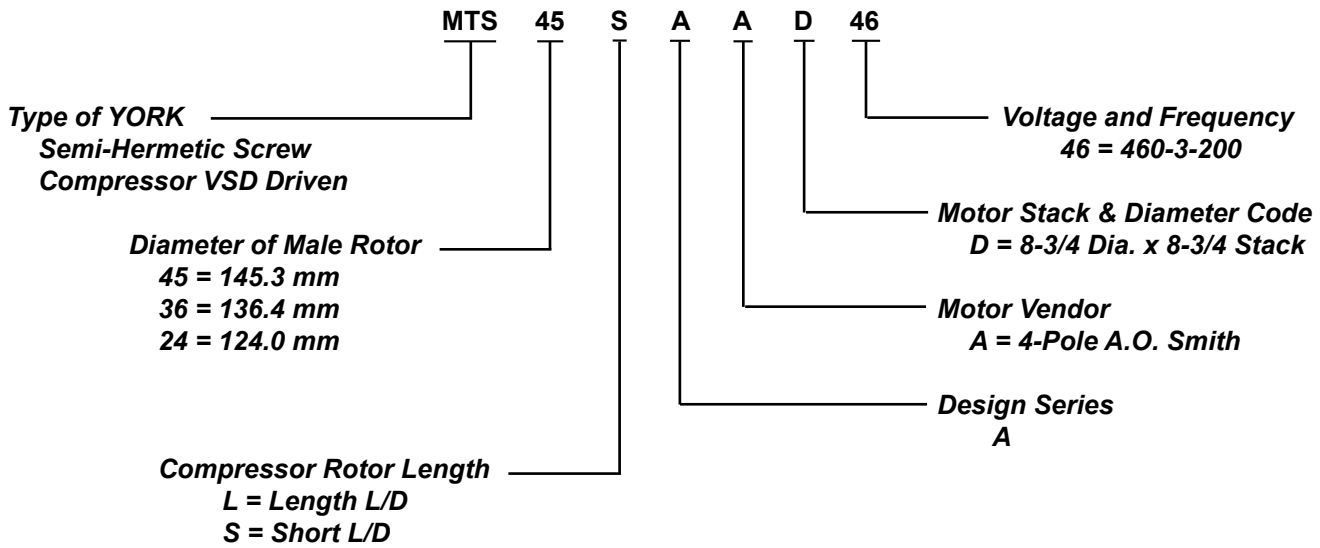 MTS 45 S A A D 46
Type of YORK
Semi-Hermetic Screw
Compressor VSD Driven
Diameter of Male Rotor
45 = 145.3 mm
36 = 136.4 mm
24 = 124.0 mm
Compressor Rotor Length
L = Length L/D
S = Short L/D
Voltage and Frequency
46 = 460-3-200
Motor Stack & Diameter Code
D = 8-3/4 Dia. x 8-3/4 Stack
Motor Vendor
A = 4-Pole A.O. Smith
Design Series
A